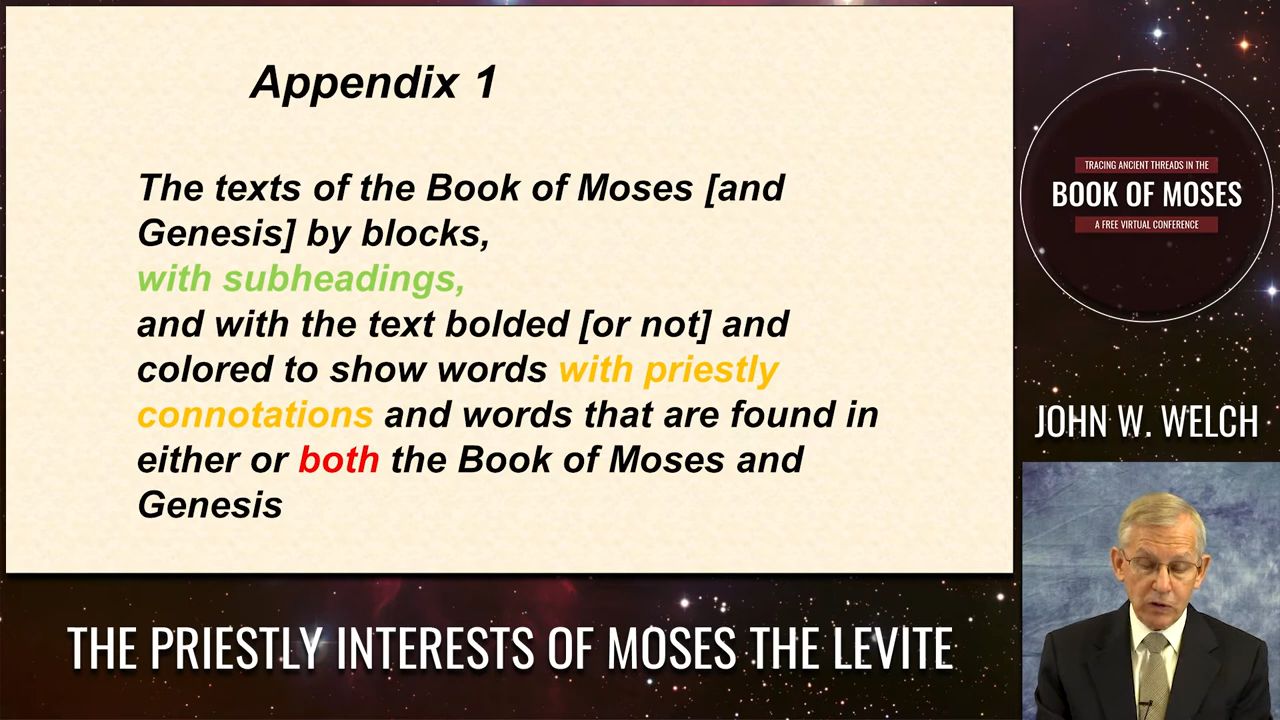 Appendix 1
The texts of the Book of Moses [and
Genesis] by blocks,
with subheadings,
and with the text bolded [or not] and
colored to show words with priestly
connotations and words that are found in
either or both the Book of Moses and
Genesis
TRACING ANCIENT THREADS IN THE
BOOK OF MOSES
A FREE VIRTUAL CONFERENCE
JOHN W. WELCH
THE PRIESTLY INTERESTS OF MOSES THE LEVITE